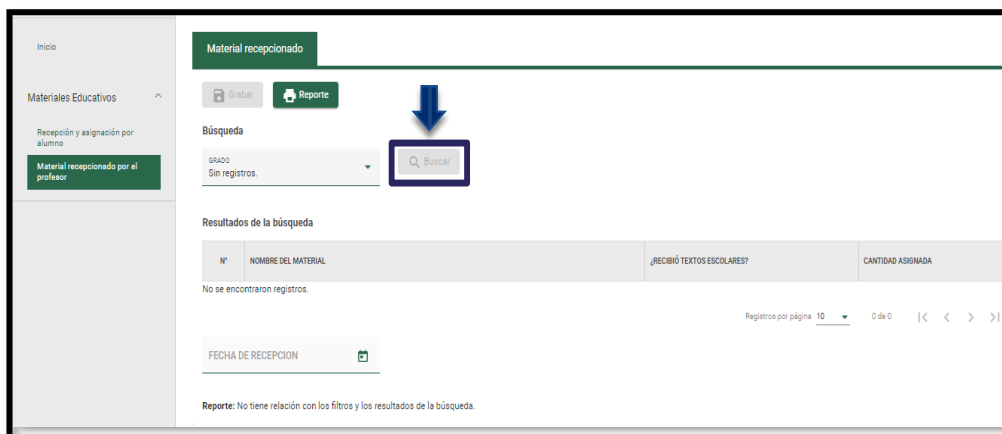 Inicio
Materiales Educativos
Recepción y asignación por
alumno
Material recepcionado por el
profesor
Material recepcionado
Grabar
Reporte
Búsqueda
GRADO
Sin registros.
Buscar
Resultados de la búsqueda
N° NOMBRE DEL MATERIAL ¿RECIBIÓ TEXTOS ESCOLARES? CANTIDAD ASIGNADA
No se encontraron registros.
Registros por página 10 0 de 0
FECHA DE RECEPCION
Reporte: No tiene relación con los filtros y los resultados de la búsqueda.